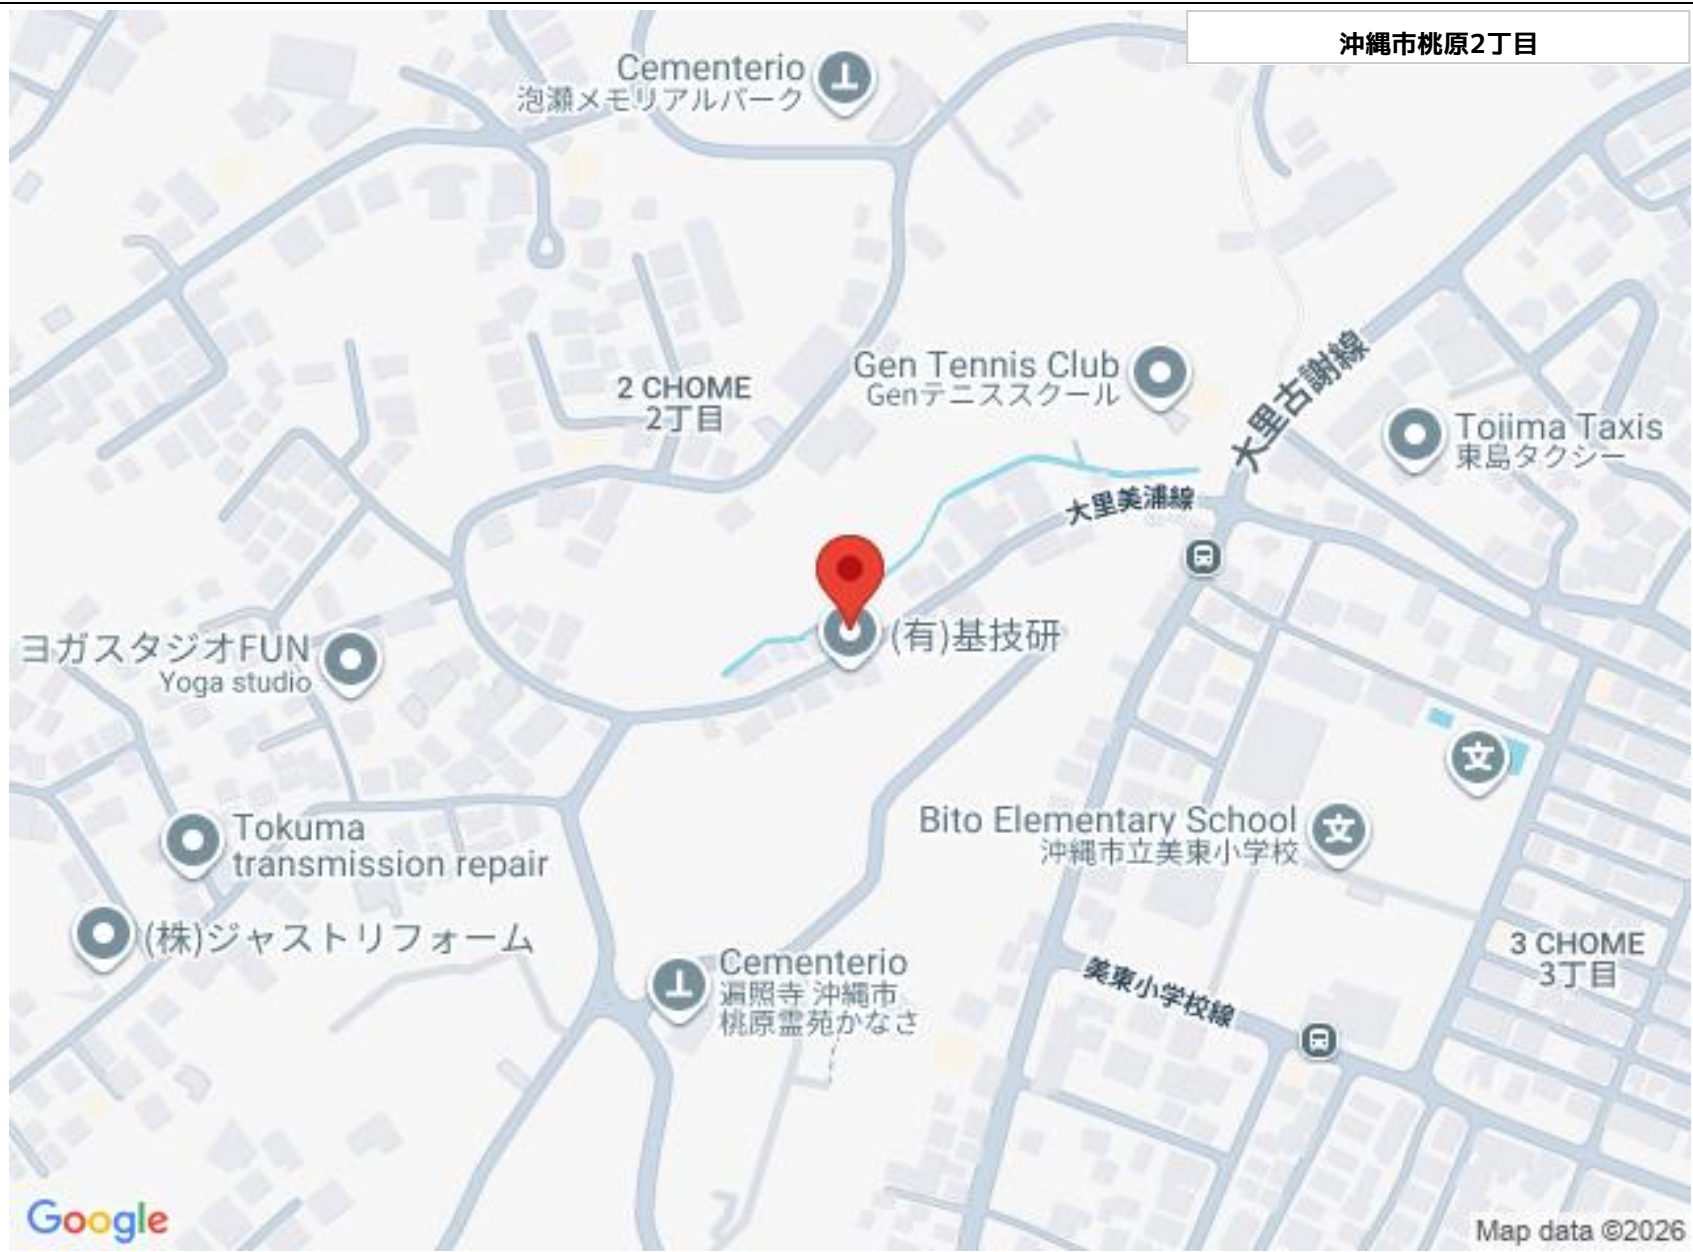 沖縄市桃原2丁目
Cementerio
泡瀬メモリアルパーク
Gen Tennis Club
Genテニススクール
大里古謝線
2 CHOME
2丁目
Tojima Taxis
東島タクシー
大里美浦線
(有)基技研
ヨガスタジオFUN
Yoga studio
Bito Elementary School
沖縄市立美東小学校
Tokuma
transmission repair
(株)ジャストリフォーム
Cementerio
遍照寺 沖縄市
桃原霊苑かなさ
3 CHOME
3丁目
美東小学校線
文
文
Google
Map data ©2026